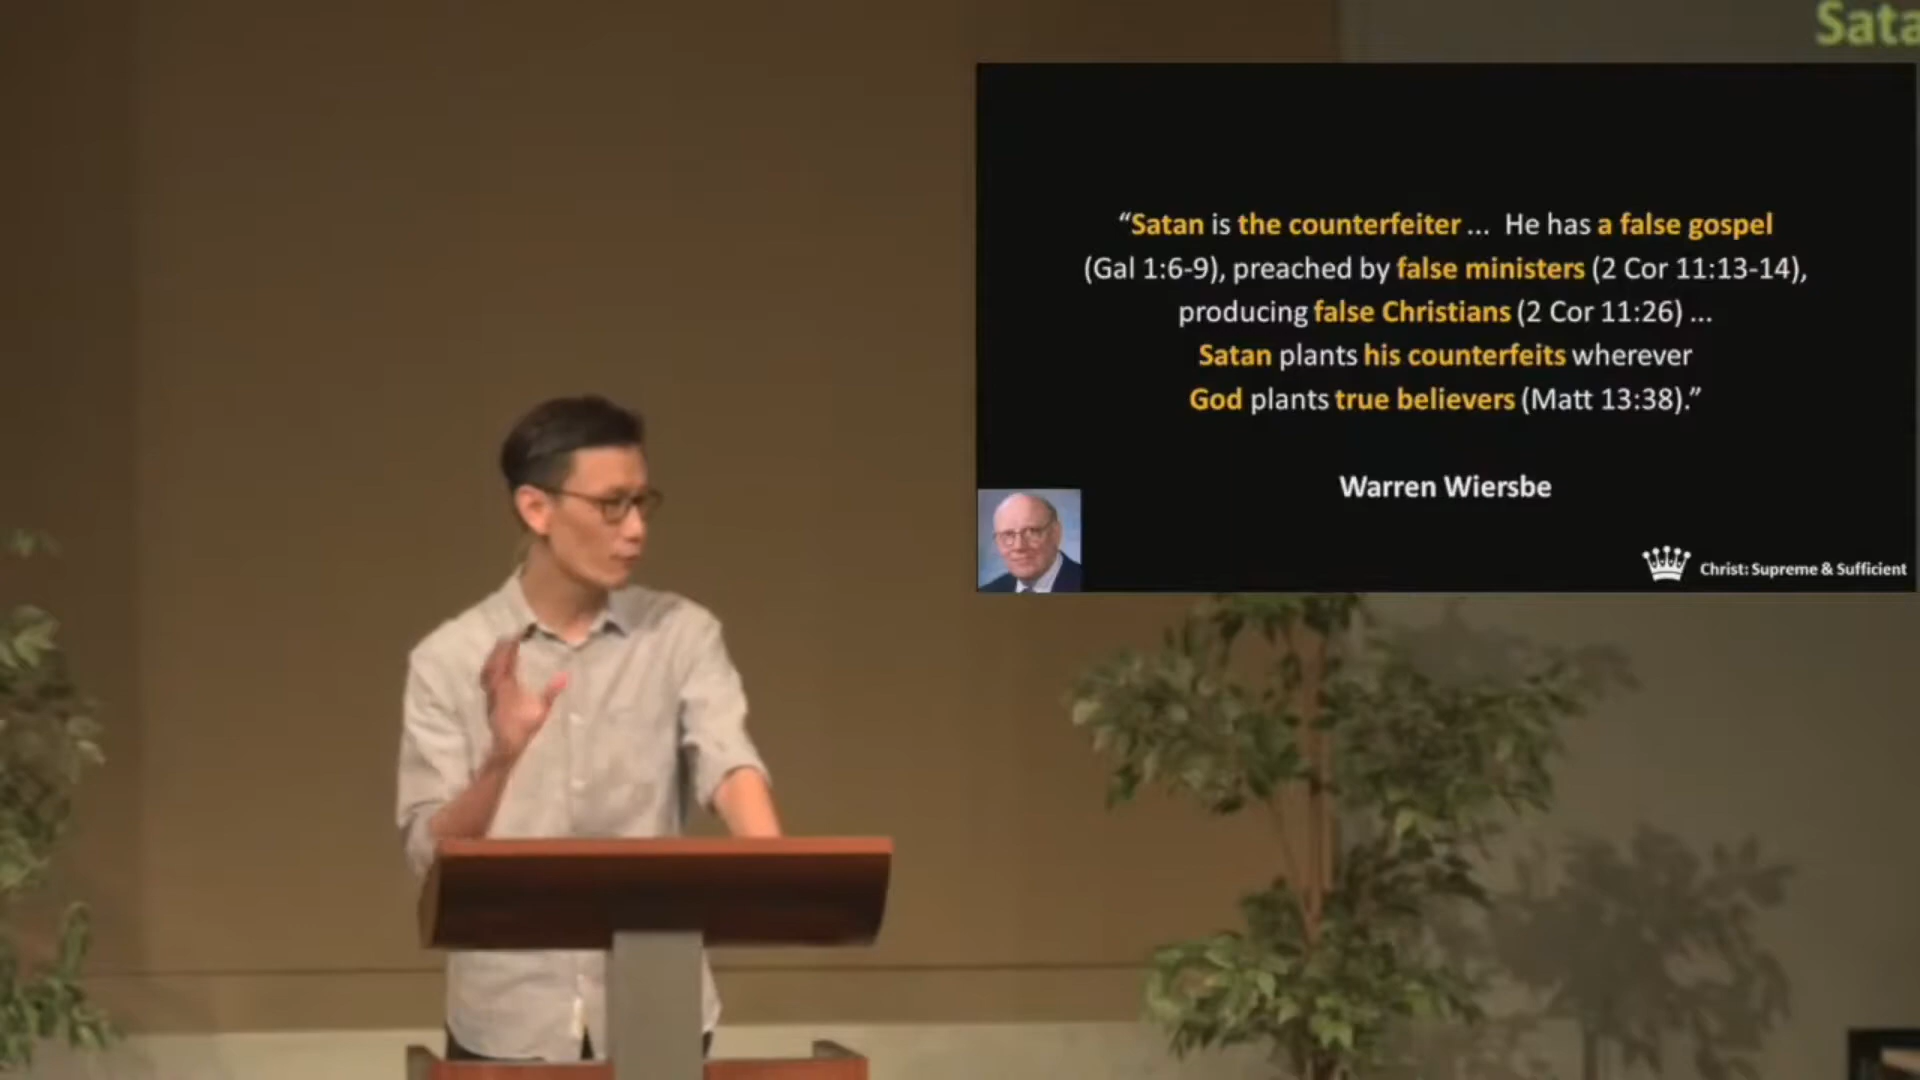 Sata
“Satan is the counterfeiter ... He has a false gospel
(Gal 1:6-9), preached by false ministers (2 Cor 11:13-14),
producing false Christians (2 Cor 11:26) ...
Satan plants his counterfeits wherever
God plants true believers (Matt 13:38).”
Warren Wiersbe
Christ: Supreme & Sufficient